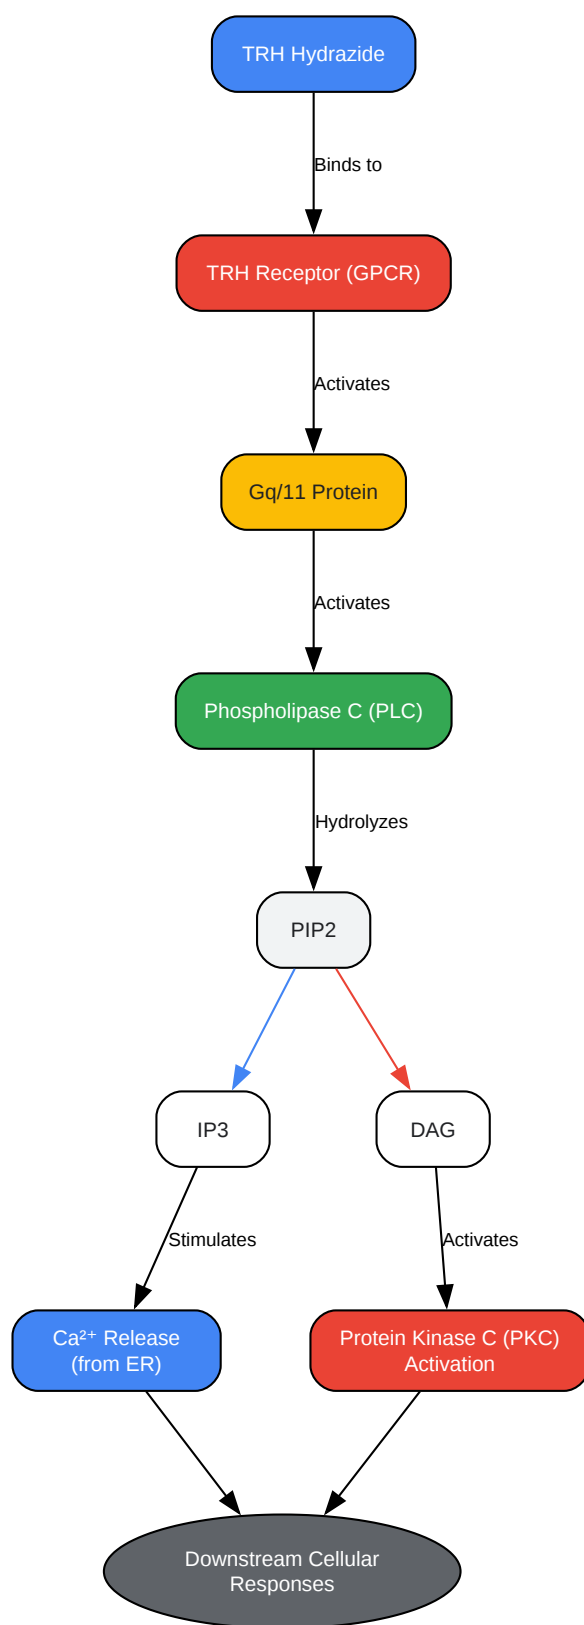 TRH Hydrazide
Binds to
TRH Receptor (GPCR)
Activates
Gq/11 Protein
Activates
Phospholipase C (PLC)
Hydrolyzes
PIP2
IP3
DAG
Stimulates
Activates
Ca²⁺ Release
(from ER)
Protein Kinase C (PKC)
Activation
Downstream Cellular
Responses